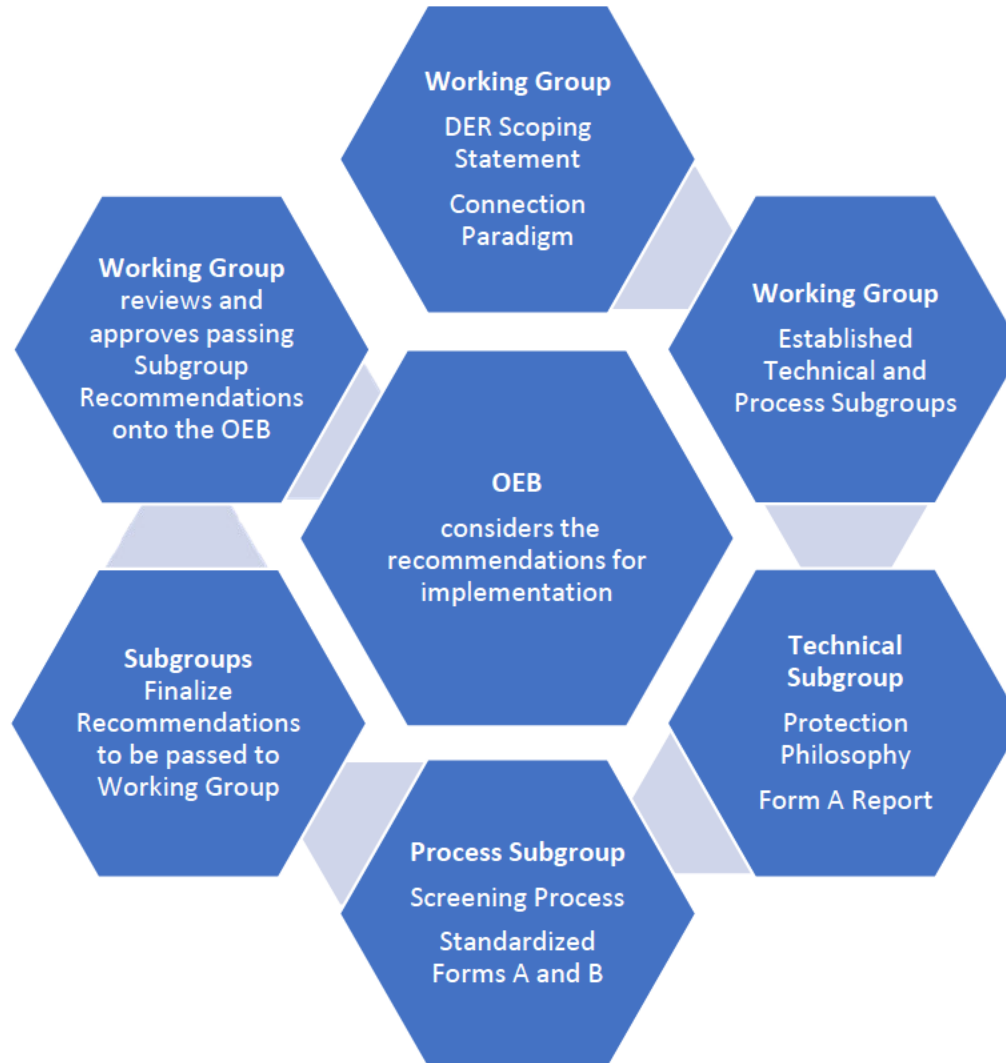 Working Group
DER Scoping
Statement
Connection
Paradigm
Working Group
Established
Technical and
Process Subgroups
Technical
Subgroup
Protection
Philosophy
Form A Report
Process Subgroup
Screening Process
Standardized
Forms A and B
Subgroups
Finalize
Recommendations
to be passed to
Working Group
Working Group
reviews and
approves passing
Subgroup
Recommendations
onto the OEB
OEB
considers the
recommendations for
implementation